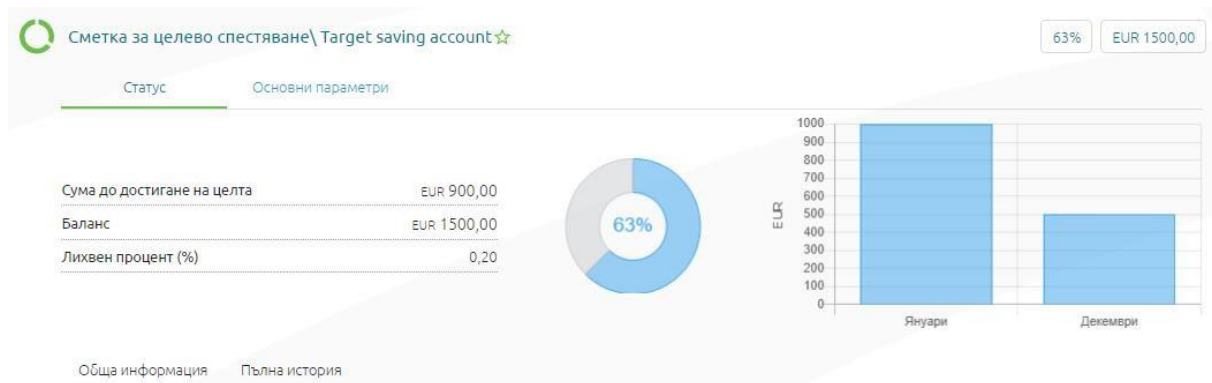 Сметка за целево спестяване\ Target saving account
63%
EUR 1500,00
Статус
Основни параметри
Сума до достигане на целта EUR 900,00
Баланс EUR 1500,00
Лихвен процент (%) 0,20
63%
EUR
1000
900
800
700
600
500
400
300
200
100
0
Януари
Декември
Обща информация
Пълна история